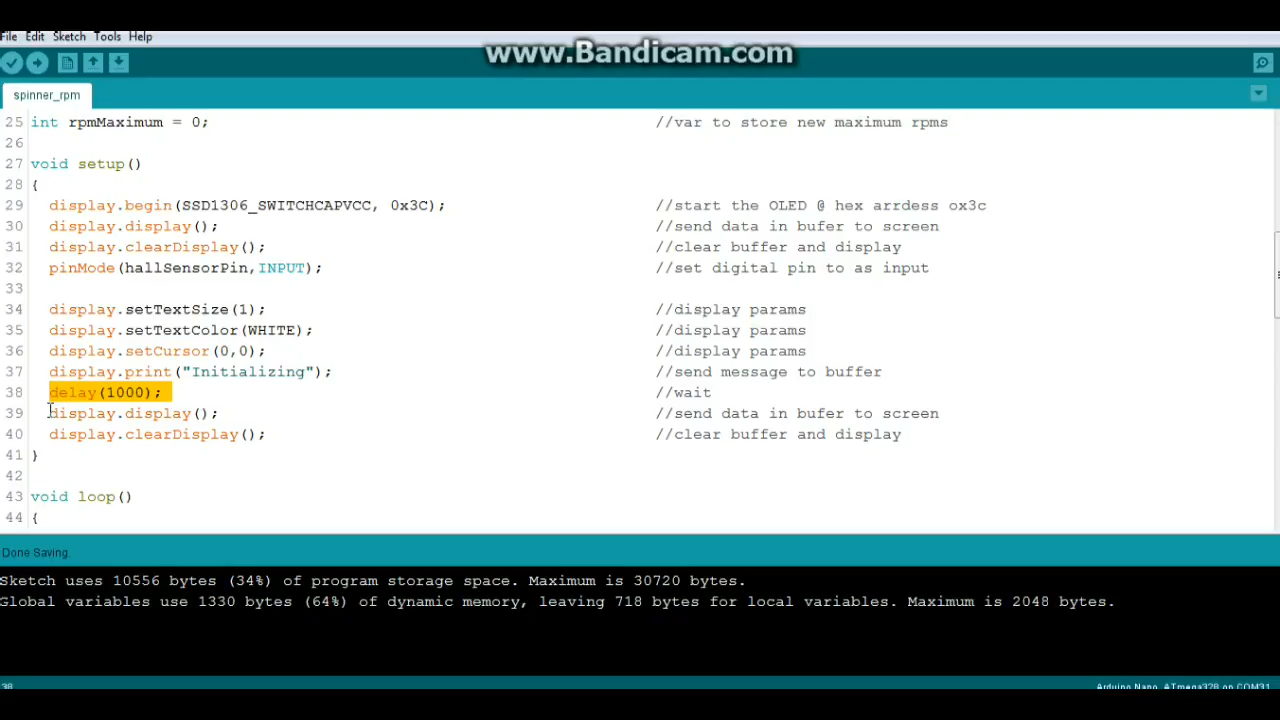 File Edit Sketch Tools Help
www.Bandicam.com
spinner_rpm
25 int rpmMaximum = 0; //var to store new maximum rpms
26
27 void setup()
28 {
29 display.begin(SSD1306_SWITCHCAPVCC, 0x3C); //start the OLED @ hex arrdess ox3c
30 display.display(); //send data in bufer to screen
31 display.clearDisplay(); //clear buffer and display
32 pinMode(hallSensorPin,INPUT); //set digital pin to as input
33
34 display.setTextSize(1); //display params
35 display.setTextColor(WHITE); //display params
36 display.setCursor(0,0); //display params
37 display.print("Initializing"); //send message to buffer
38 delay(1000); //wait
39 display.display(); //send data in bufer to screen
40 display.clearDisplay(); //clear buffer and display
41 }
42
43 void loop()
44 {
Done Saving.
Sketch uses 10556 bytes (34%) of program storage space. Maximum is 30720 bytes.
Global variables use 1330 bytes (64%) of dynamic memory, leaving 718 bytes for local variables. Maximum is 2048 bytes.
38 Arduino Nano, ATmega328 on COM31